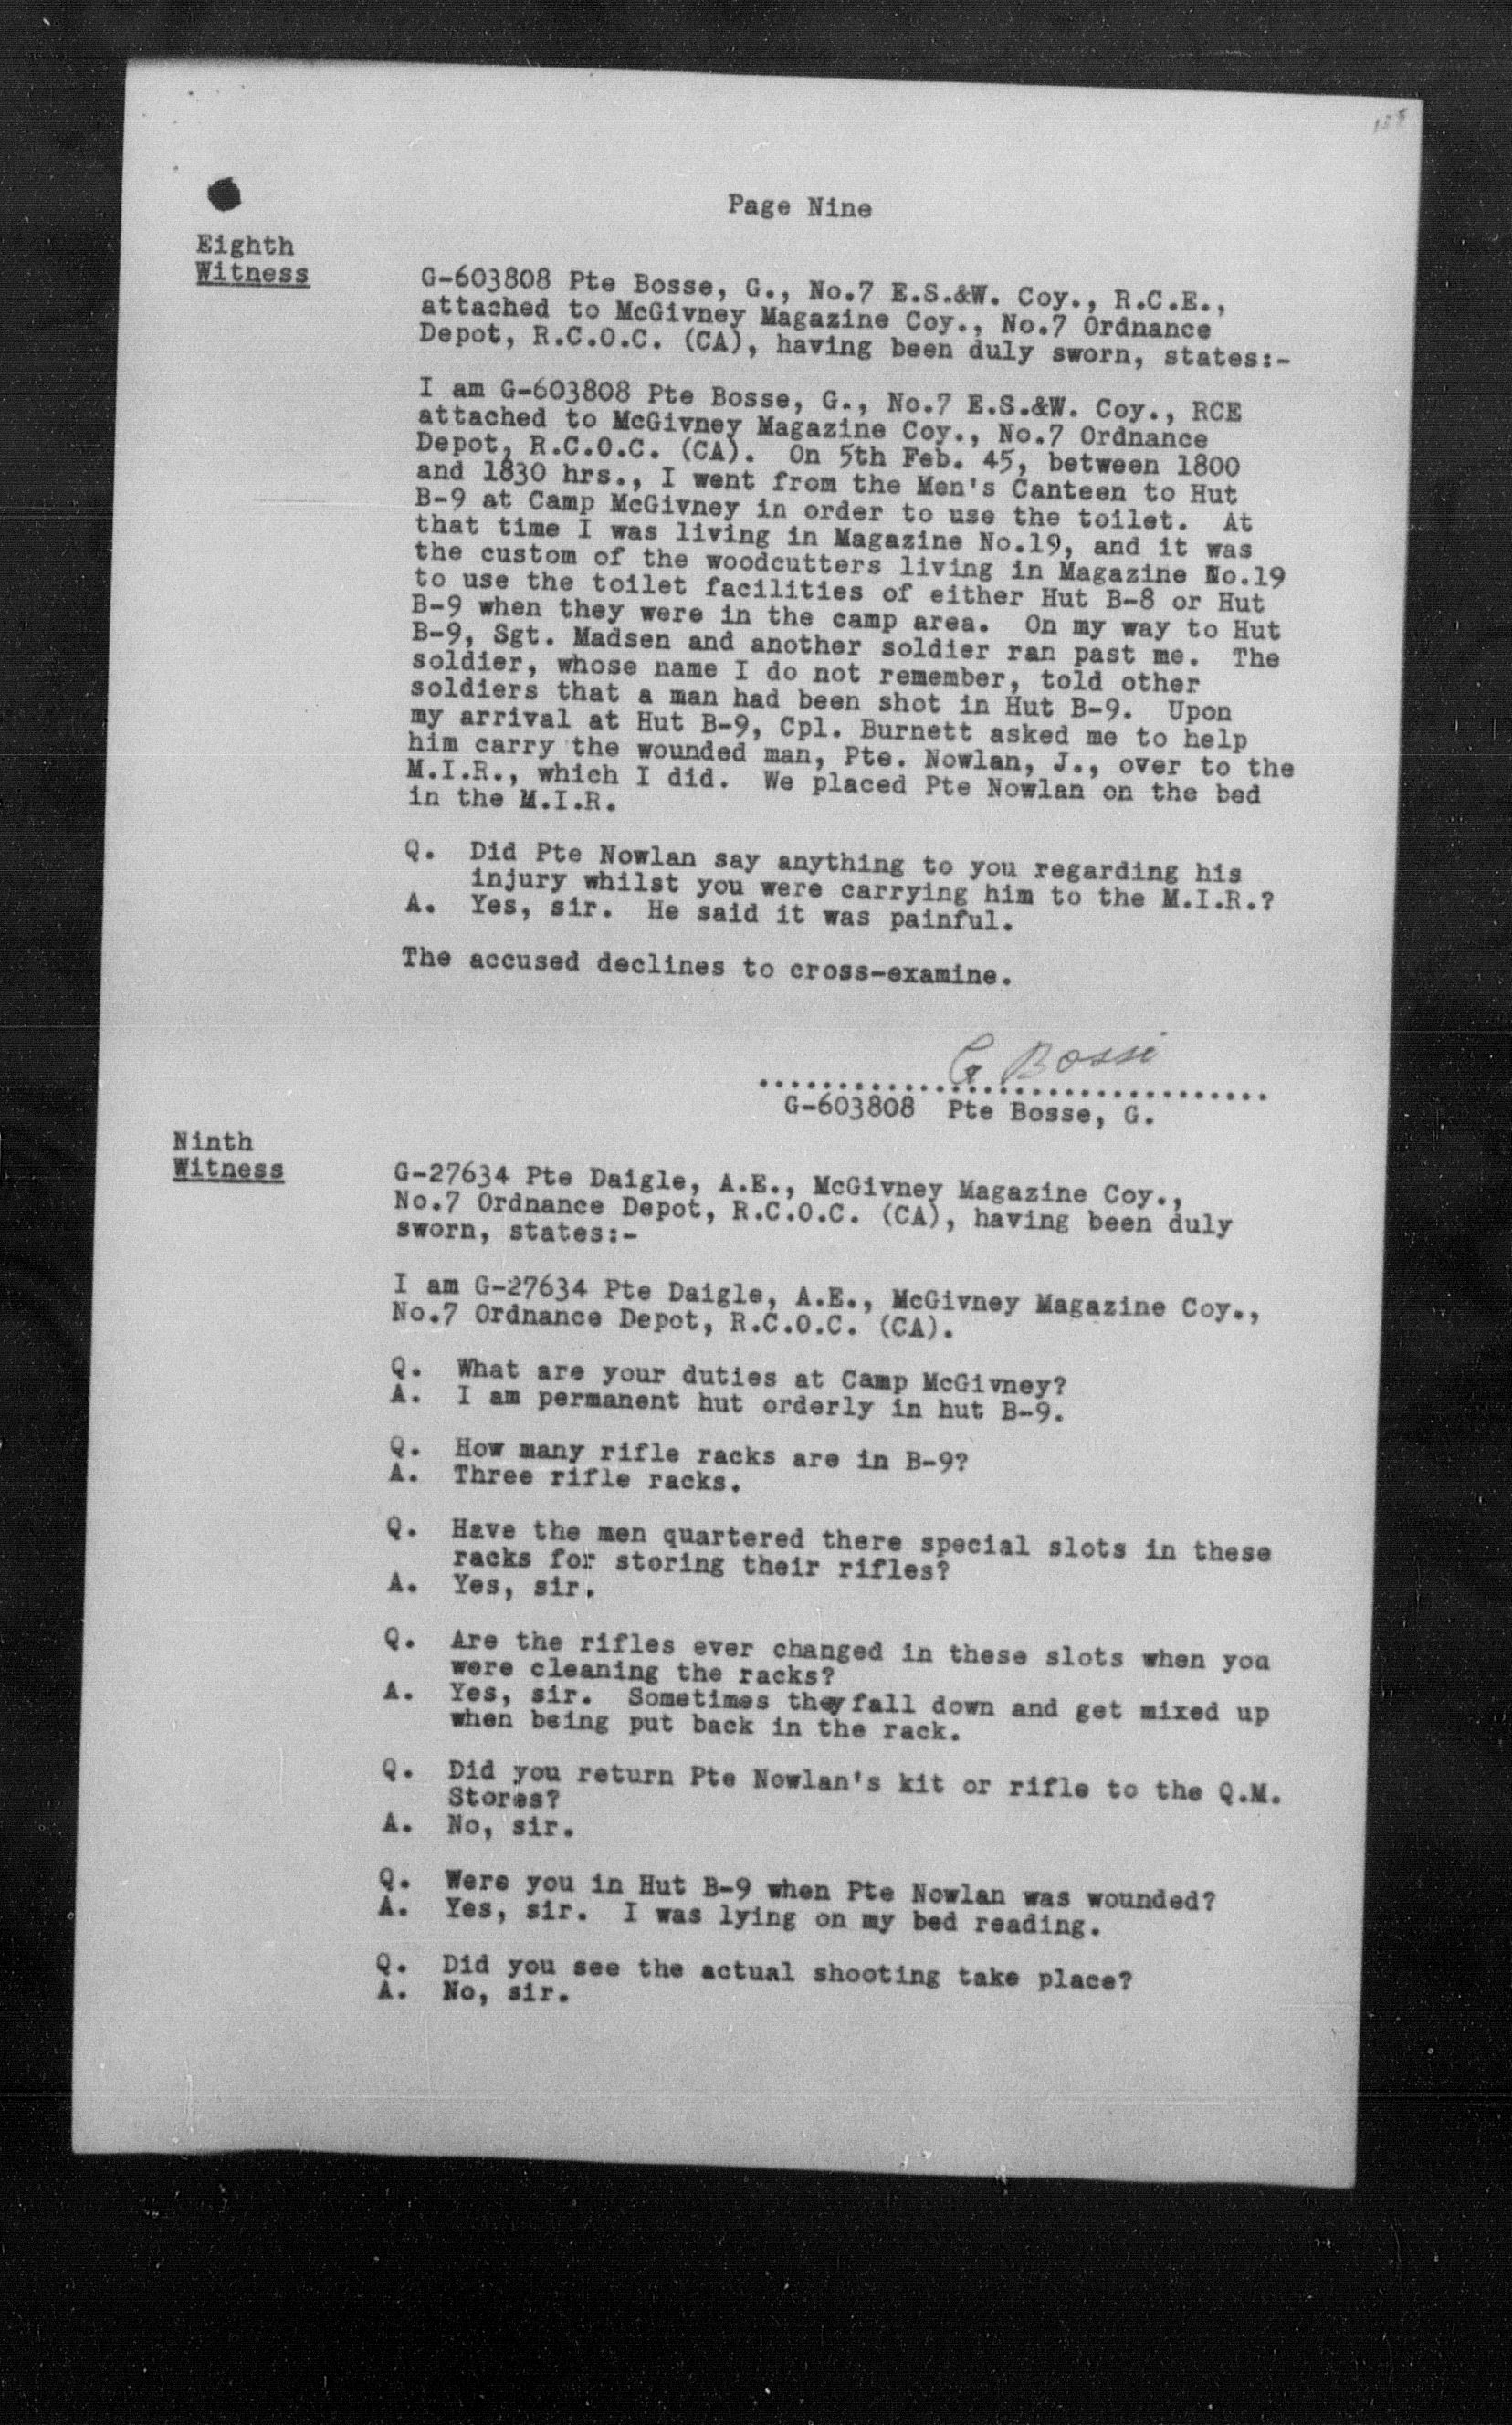 Page Nine
Eighth
Witness
G-603808 Pte Bosse, G., No.7 E.S.&W. Coy., R.C.E.,
attached to McGivney Magazine Coy., No.7 Ordnance
Depot, R.C.O.C. (CA), having been duly sworn, states:-
I am G-603808 Pte Bosse, G., No.7 E.S.&W. Coy., RCE
attached to McGivney Magazine Coy., No.7 Ordnance
Depot, R.C.O.C. (CA). On 5th Feb. 45, between 1800
and 1830 hrs., I went from the Men's Canteen to Hut
B-9 at Camp McGivney in order to use the toilet. At
that time I was living in Magazine No.19, and it was
the custom of the woodcutters living in Magazine No.19
to use the toilet facilities of either Hut B-8 or Hut
B-9 when they were in the camp area. On my way to Hut
B-9, Sgt. Madsen and another soldier ran past me. The
soldier, whose name I do not remember, told other
soldiers that a man had been shot in Hut B-9. Upon
my arrival at Hut B-9, Cpl. Burnett asked me to help
him carry the wounded man, Pte. Nowlan, J., over to the
M.I.R., which I did. We placed Pte Nowlan on the bed
in the M.I.R.
Q. Did Pte Nowlan say anything to you regarding his
injury whilst you were carrying him to the M.I.R.?
A. Yes, sir. He said it was painful.
The accused declines to cross-examine.
G Bosse
........................................
G-603808 Pte Bosse, G.
Ninth
Witness
G-27634 Pte Daigle, A.E., McGivney Magazine Coy.,
No.7 Ordnance Depot, R.C.O.C. (CA), having been duly
sworn, states:-
I am G-27634 Pte Daigle, A.E., McGivney Magazine Coy.,
No.7 Ordnance Depot, R.C.O.C. (CA).
Q. What are your duties at Camp McGivney?
A. I am permanent hut orderly in hut B-9.
Q. How many rifle racks are in B-9?
A. Three rifle racks.
Q. Have the men quartered there special slots in these
racks for storing their rifles?
A. Yes, sir.
Q. Are the rifles ever changed in these slots when you
were cleaning the racks?
A. Yes, sir. Sometimes they fall down and get mixed up
when being put back in the rack.
Q. Did you return Pte Nowlan's kit or rifle to the Q.M.
Stores?
A. No, sir.
Q. Were you in Hut B-9 when Pte Nowlan was wounded?
A. Yes, sir. I was lying on my bed reading.
Q. Did you see the actual shooting take place?
A. No, sir.